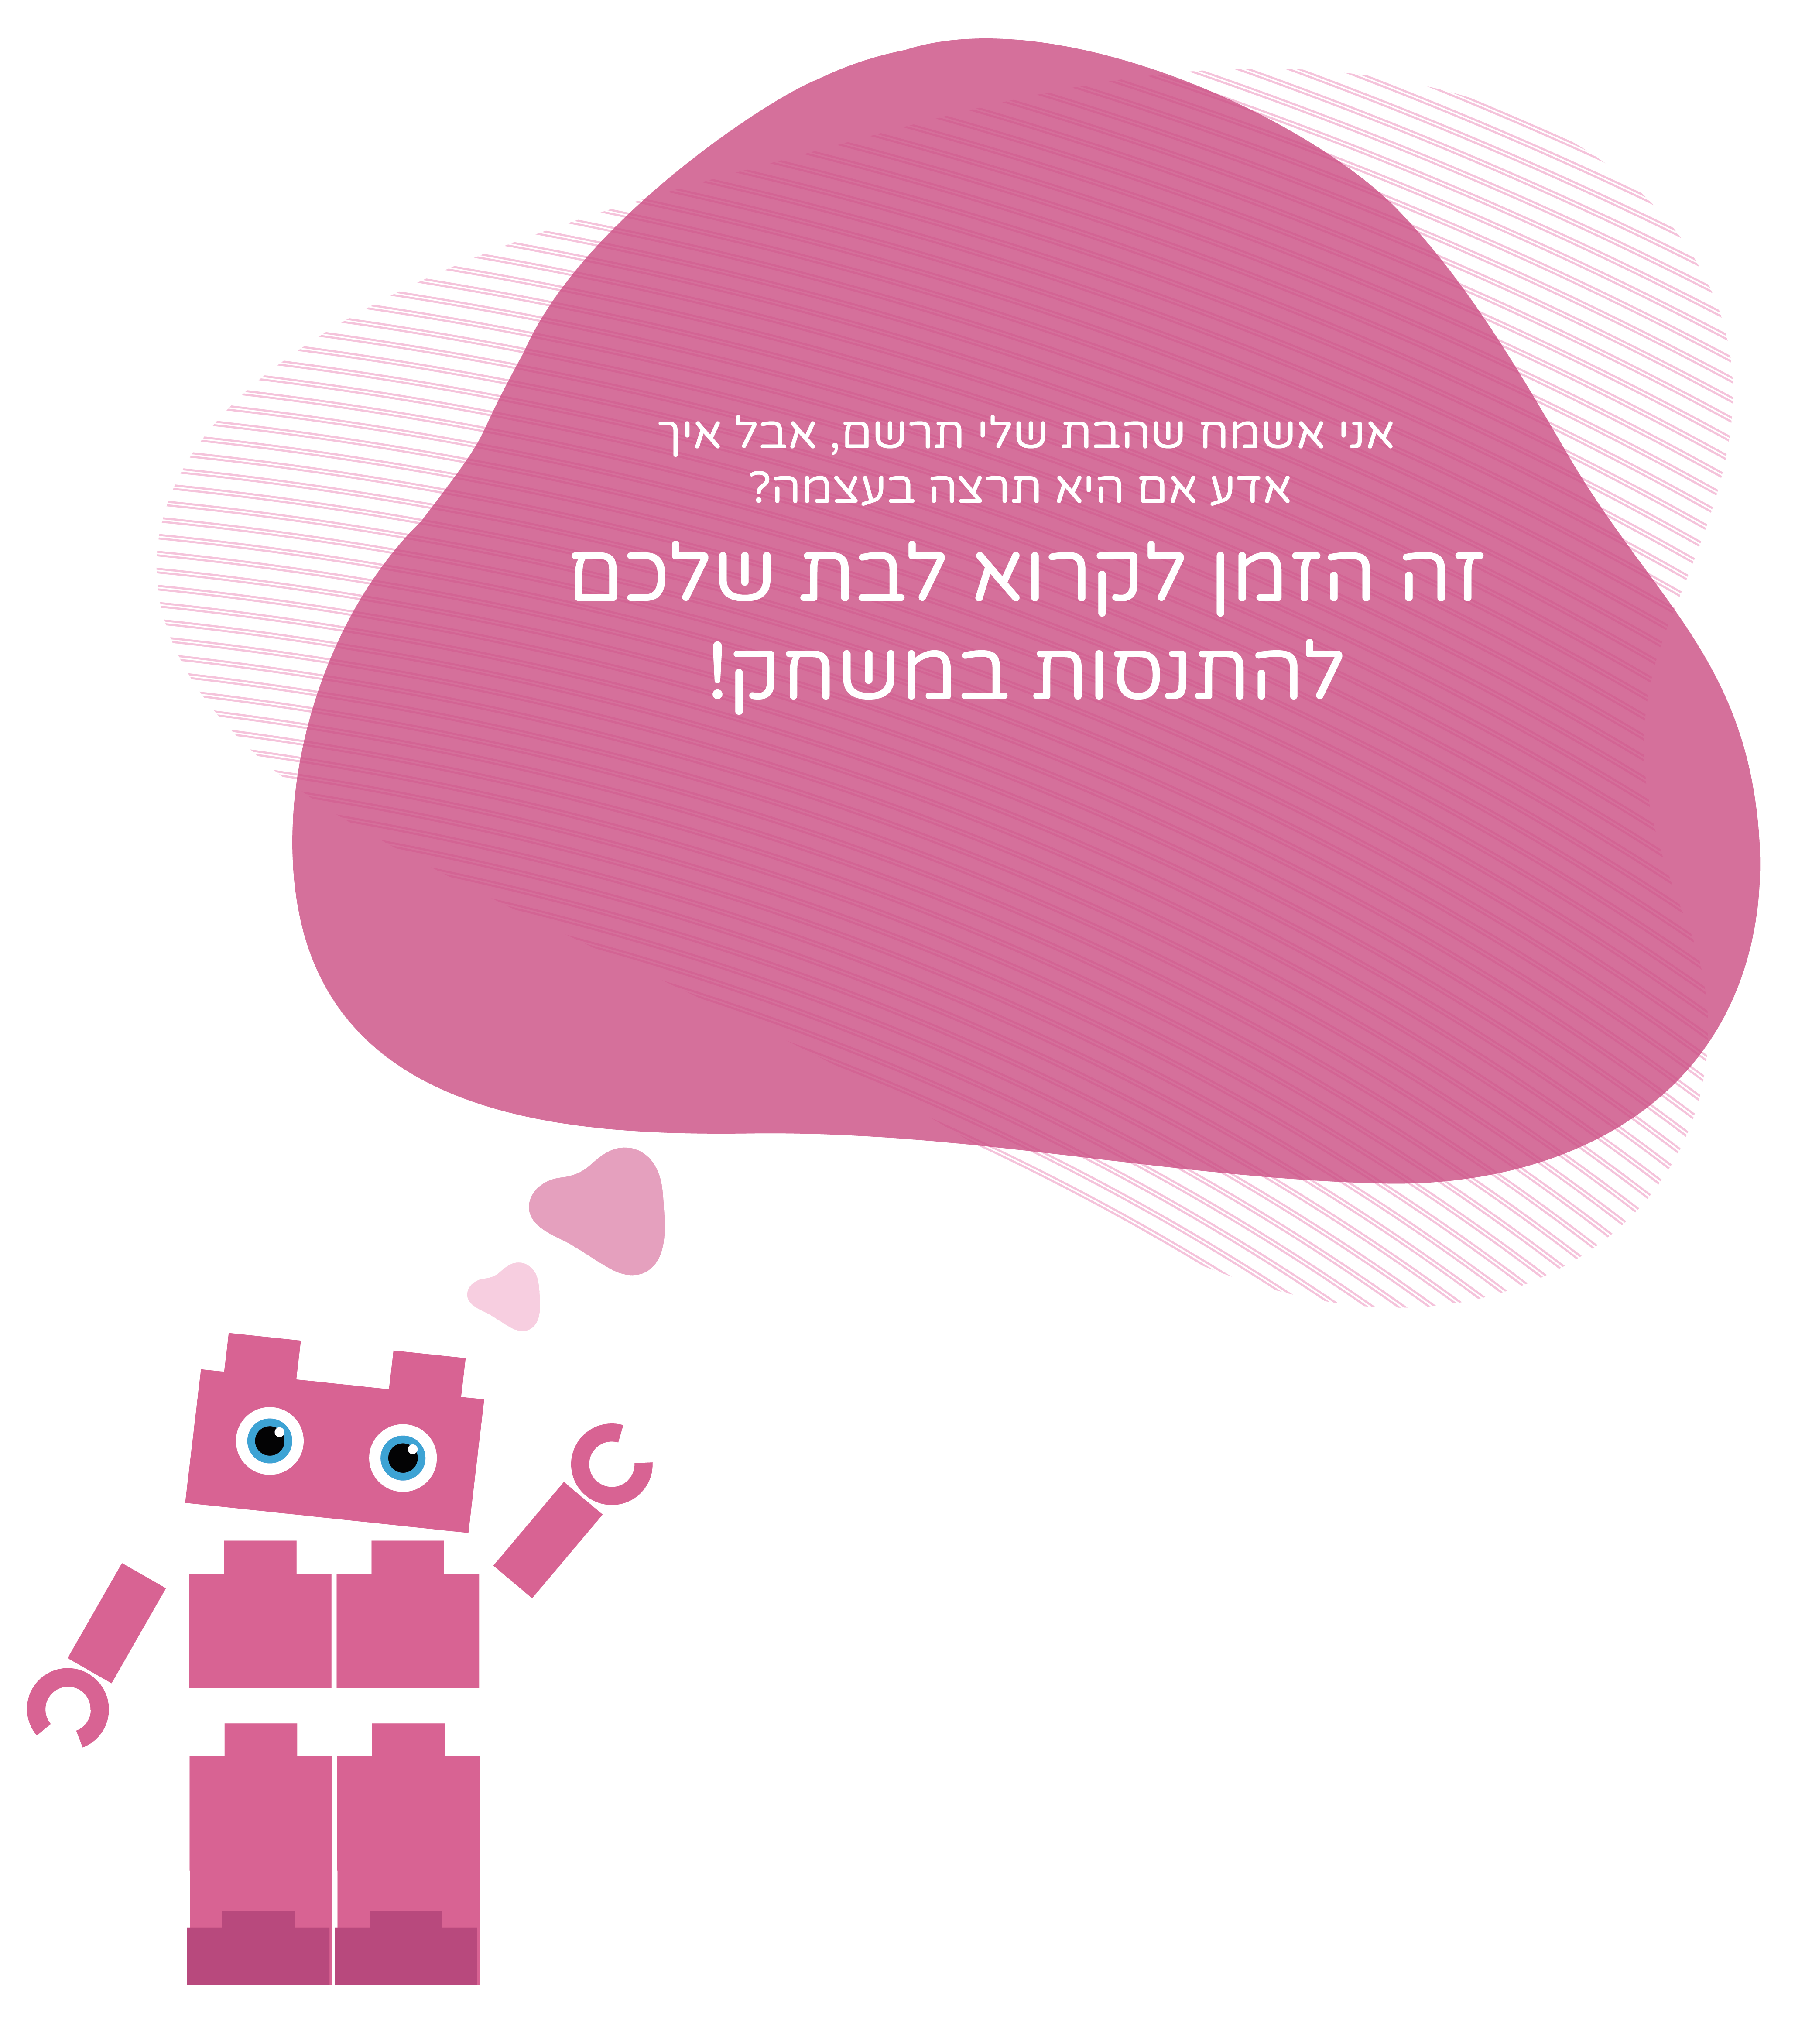 אני אשמח שהבת שלי תרשם, אבל איך
אדע אם היא תרצה בעצמה?
זה הזמן לקרוא לבת שלכם
להתנסות במשחק!